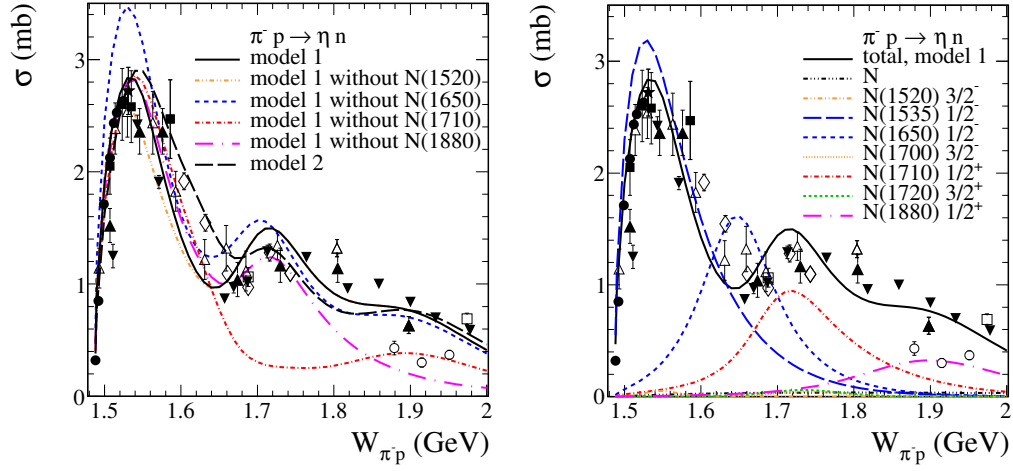 σ (mb)
3
2
1
0
1.5
1.6
1.7
1.8
1.9
2
W_{π⁻p} (GeV)
π⁻ p → η n
model 1
model 1 without N(1520)
model 1 without N(1650)
model 1 without N(1710)
model 1 without N(1880)
model 2
σ (mb)
3
2
1
0
1.5
1.6
1.7
1.8
1.9
2
W_{π⁻p} (GeV)
π⁻ p → η n
total, model 1
N
N(1520) 3/2⁻
N(1535) 1/2⁻
N(1650) 1/2⁻
N(1700) 3/2⁻
N(1710) 1/2⁺
N(1720) 3/2⁺
N(1880) 1/2⁺